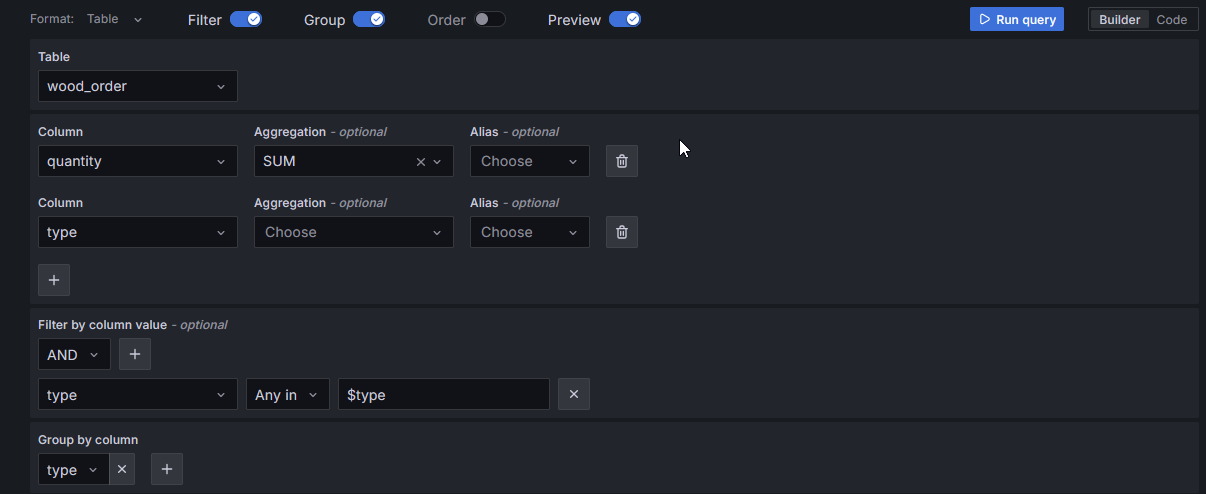 Format: Table Filter Group Order Preview Run query Builder Code
Table
wood_order
Column Aggregation - optional Alias - optional
quantity SUM Choose
Column Aggregation - optional Alias - optional
type Choose Choose
Filter by column value - optional
AND
type Any in $type
Group by column
type